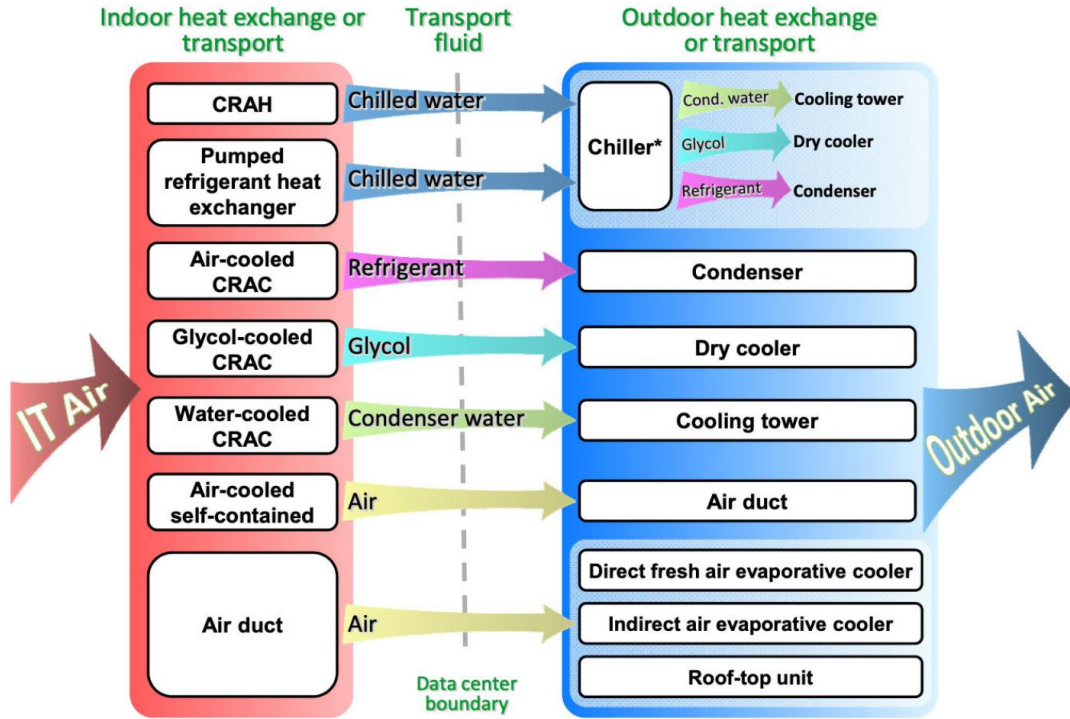 Indoor heat exchange or
transport
Transport
fluid
Outdoor heat exchange
or transport
CRAH
Chilled water
Chiller*
Cond. water
Cooling tower
Glycol
Dry cooler
Refrigerant
Condenser
Pumped
refrigerant heat
exchanger
Chilled water
Air-cooled
CRAC
Refrigerant
Condenser
Glycol-cooled
CRAC
Glycol
Dry cooler
IT Air
Outdoor Air
Water-cooled
CRAC
Condenser water
Cooling tower
Air-cooled
self-contained
Air
Air duct
Air duct
Air
Direct fresh air evaporative cooler
Indirect air evaporative cooler
Roof-top unit
Data center
boundary